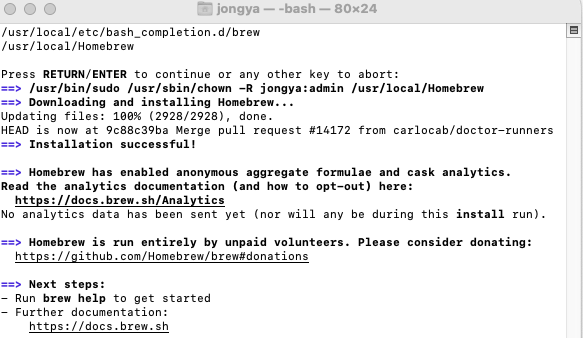 jongya — -bash — 80×24
/usr/local/etc/bash_completion.d/brew
/usr/local/Homebrew
Press RETURN/ENTER to continue or any other key to abort:
==> /usr/bin/sudo /usr/sbin/chown -R jongya:admin /usr/local/Homebrew
==> Downloading and installing Homebrew...
Updating files: 100% (2928/2928), done.
HEAD is now at 9c88c39ba Merge pull request #14172 from carlocab/doctor-runners
==> Installation successful!
==> Homebrew has enabled anonymous aggregate formulae and cask analytics.
Read the analytics documentation (and how to opt-out) here:
  https://docs.brew.sh/Analytics
No analytics data has been sent yet (nor will any be during this install run).
==> Homebrew is run entirely by unpaid volunteers. Please consider donating:
  https://github.com/Homebrew/brew#donations
==> Next steps:
- Run brew help to get started
- Further documentation:
    https://docs.brew.sh